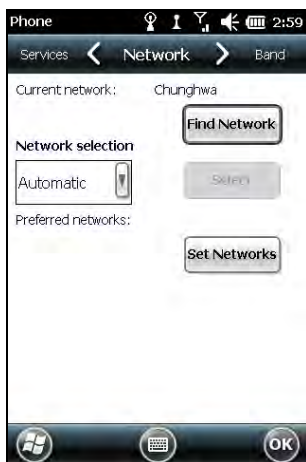 Phone 2:59
Services Network Band
Current network: Chunghwa
Find Network
Network selection
Automatic
Select
Preferred networks:
Set Networks
OK